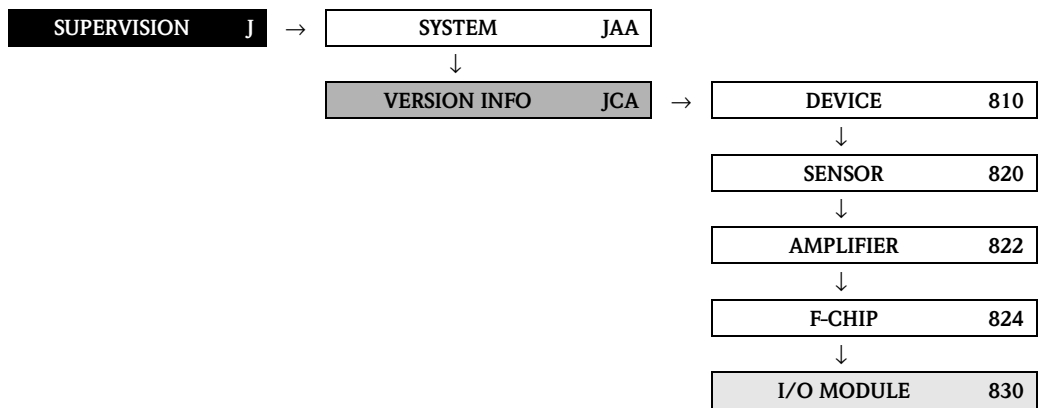 SUPERVISION J → SYSTEM JAA
↓
VERSION INFO JCA → DEVICE 810
↓
SENSOR 820
↓
AMPLIFIER 822
↓
F-CHIP 824
↓
I/O MODULE 830